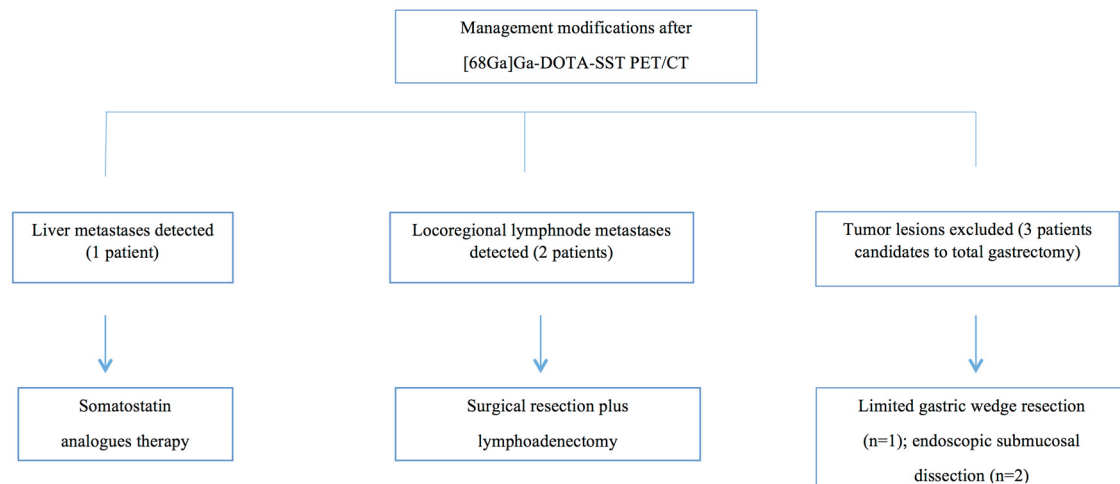 Management modifications after
[68Ga]Ga-DOTA-SST PET/CT
Liver metastases detected
(1 patient)
Locoregional lymphnode metastases
detected (2 patients)
Tumor lesions excluded (3 patients
candidates to total gastrectomy)
Somatostatin
analogues therapy
Surgical resection plus
lymphoadenectomy
Limited gastric wedge resection
(n=1); endoscopic submucosal
dissection (n=2)